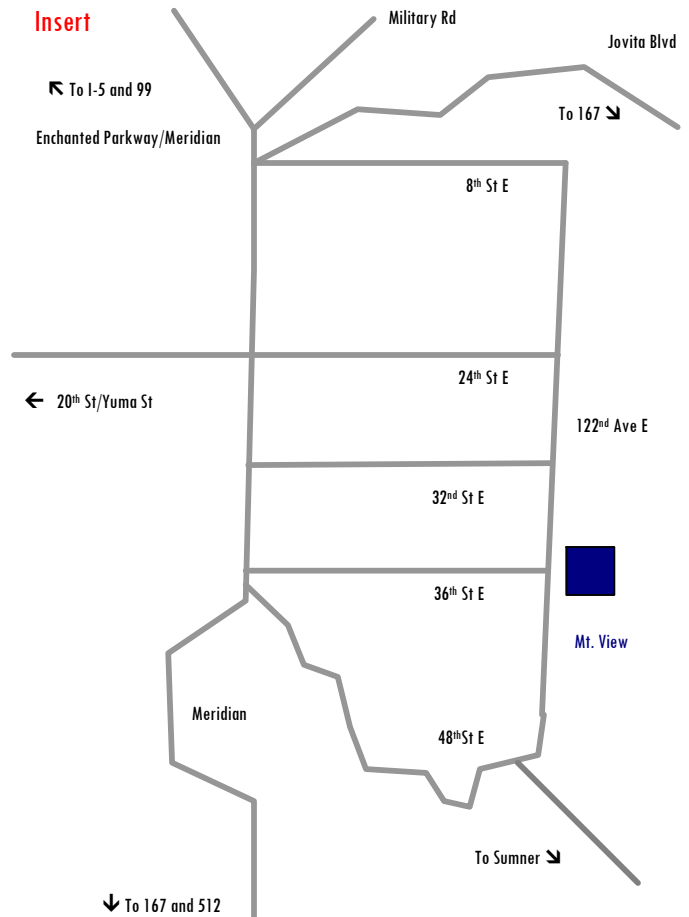 Insert
Military Rd
Jovita Blvd
↖ To I-5 and 99
To 167 ↘
Enchanted Parkway/Meridian
8th St E
24th St E
← 20th St/Yuma St
122nd Ave E
32nd St E
36th St E
Mt. View
Meridian
48thSt E
To Sumner ↘
↓ To 167 and 512